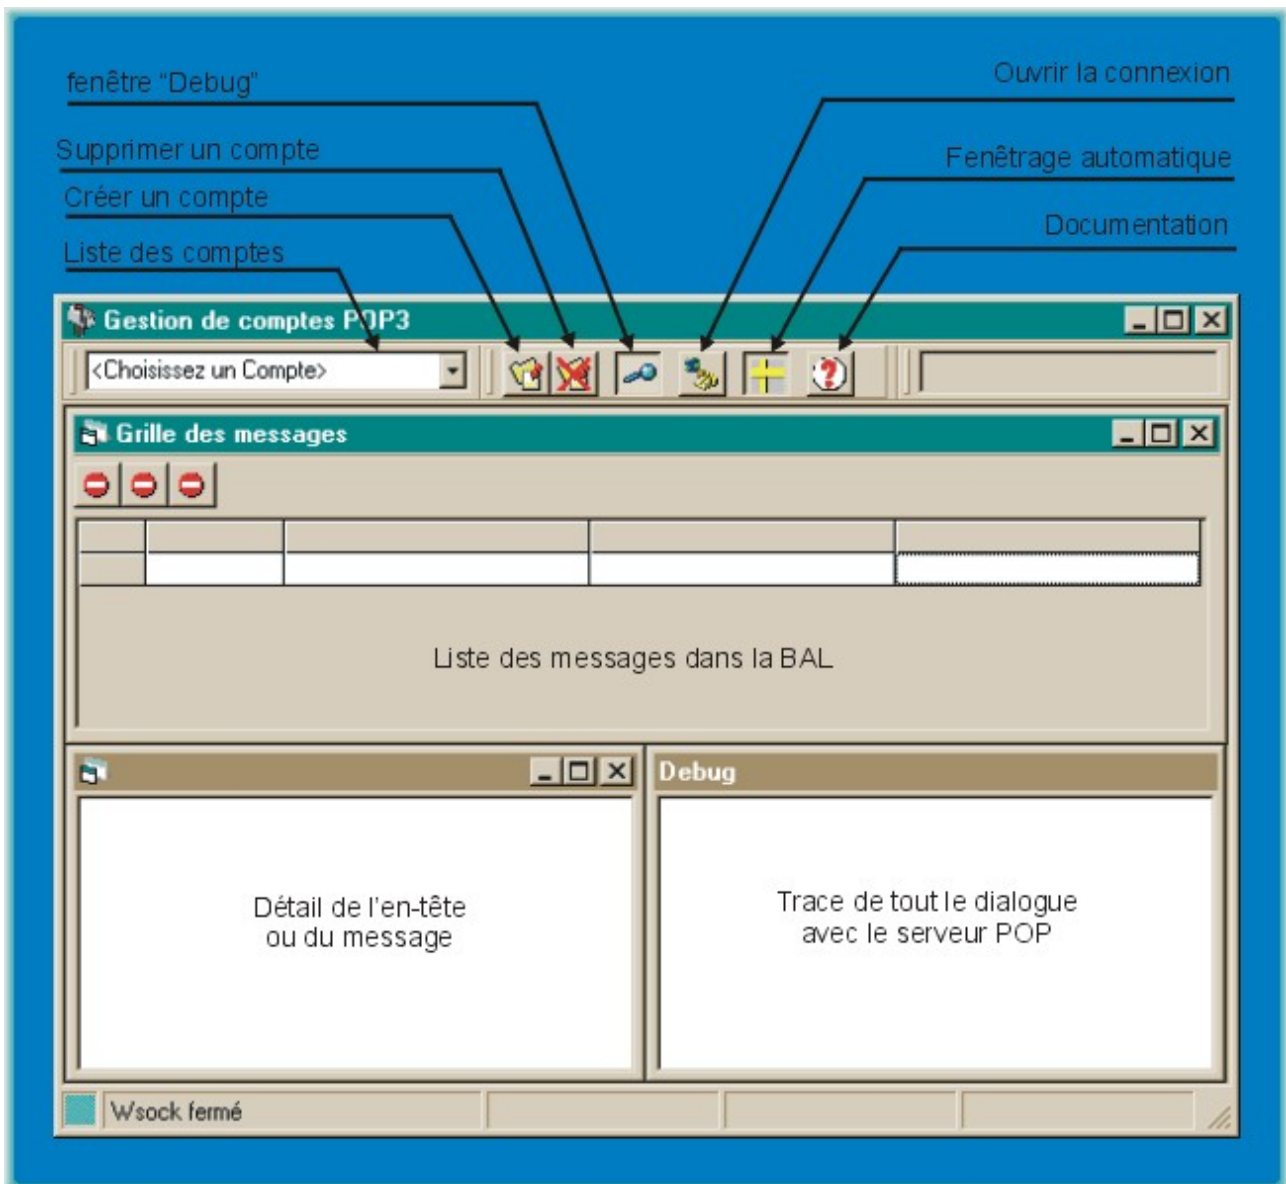 fenêtre "Debug"
Ouvrir la connexion
Supprimer un compte
Fenêtrage automatique
Créer un compte
Documentation
Liste des comptes
Gestion de comptes POP3
<Choisissez un Compte>
Grille des messages
Liste des messages dans la BAL
Debug
Détail de l'en-tête
ou du message
Trace de tout le dialogue
avec le serveur POP
Wsock fermé